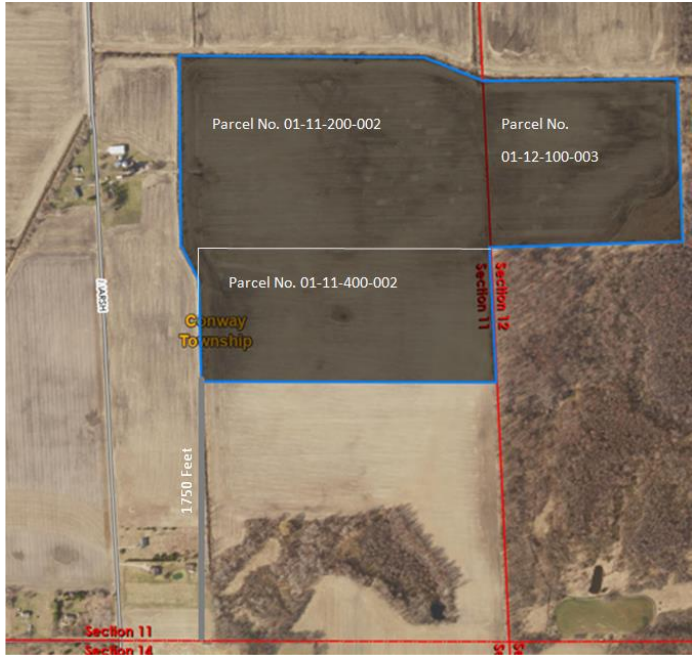 Parcel No. 01-11-200-002
Parcel No.
01-12-100-003
Parcel No. 01-11-400-002
Section 11
Section 12
MARSH
Conway
Township
1750 Feet
Section 11
Section 14